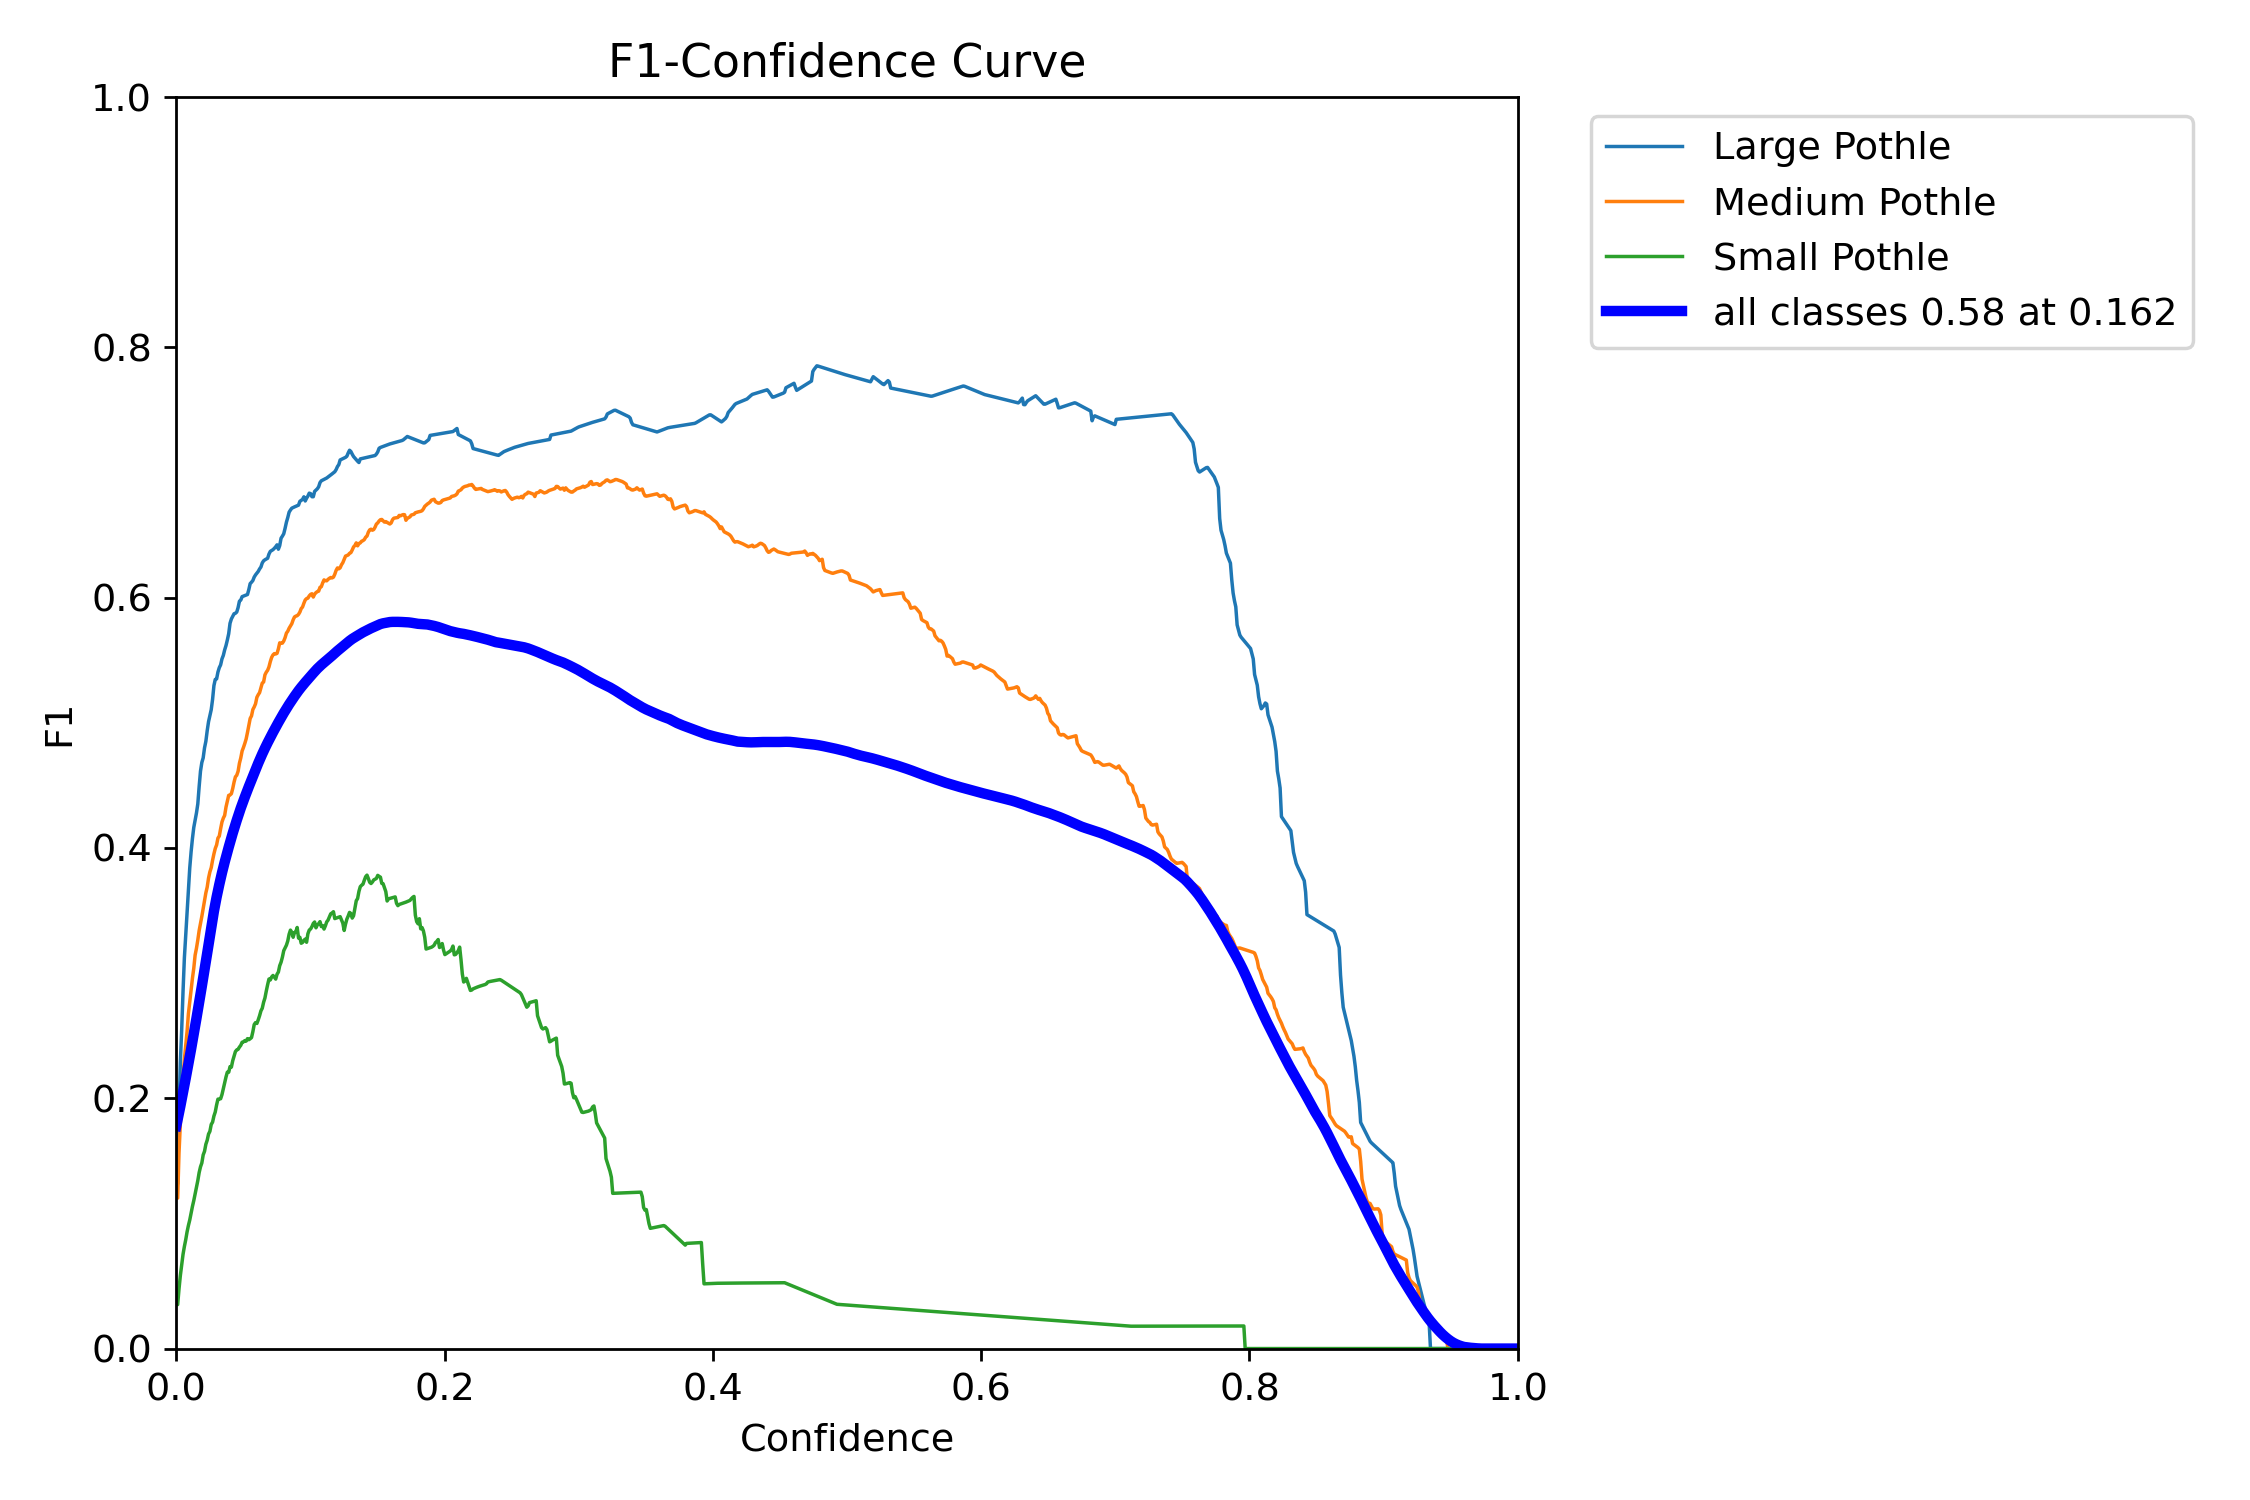 F1-Confidence Curve
1.0
0.8
0.6
0.4
0.2
0.0
F1
0.0 0.2 0.4 0.6 0.8 1.0
Confidence
Large Pothle
Medium Pothle
Small Pothle
all classes 0.58 at 0.162